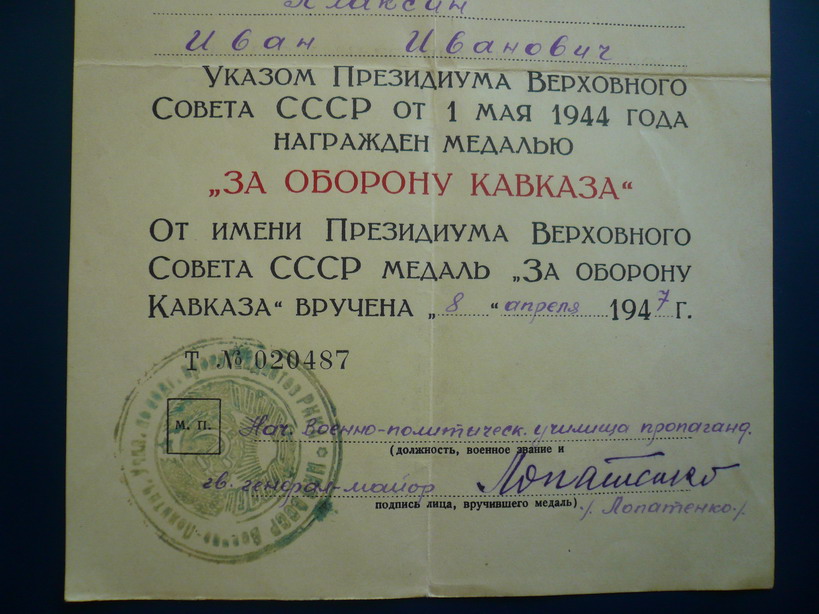 Плаксин
Иван Иванович
Указом Президиума Верховного
Совета СССР от 1 мая 1944 года
награжден медалью
„ЗА ОБОРОНУ КАВКАЗА“
От имени Президиума Верховного
Совета СССР медаль „За оборону
Кавказа“ вручена „8“ апреля 1947 г.
Т № 020487
М. П.
Нач. Военно-политическ. училища пропаганд.
(должность, военное звание и
гв. генерал-майор Лопатенко
подпись лица, вручившего медаль)
/Лопатенко/